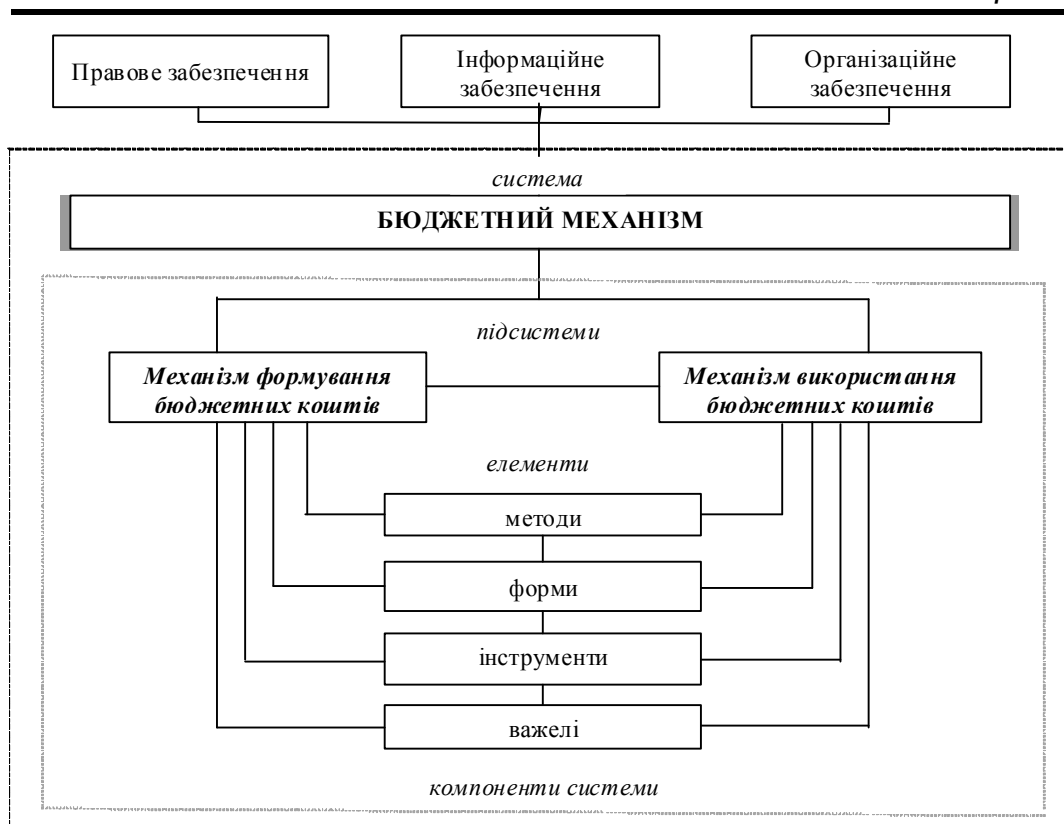 Правове забезпечення
Інформаційне
забезпечення
Організаційне
забезпечення
система
БЮДЖЕТНИЙ МЕХАНІЗМ
підсистеми
Механізм формування
бюджетних коштів
Механізм використання
бюджетних коштів
елементи
методи
форми
інструменти
важелі
компоненти системи